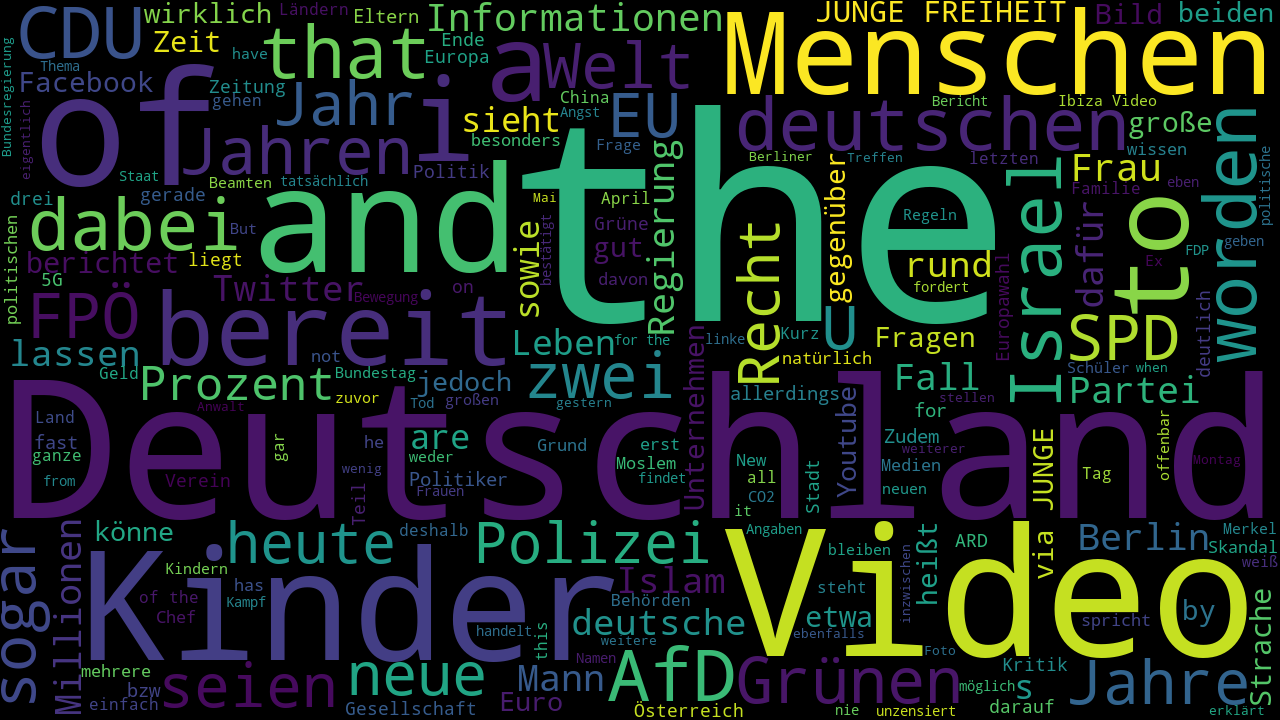 CDU
wirklich
Ländern
Eltern
Informationen
JUNGE FREIHEIT
Bild
beiden
Zeit
that
a
Welt
Menschen
Bundesregierung
Thema
have
Ende
Europa
Facebook
of
Zeitung
gehen
Jahr
i
sieht
China
Angst
EU
deutschen
Bericht
Ibiza Video
große
worden
eigentlich
Jahren
besonders
Frage
the
Berliner
Treffen
letzten
wissen
politische
Staat
Beamten
tatsächlich
Politik
gegenüber
Israel
Frau
Familie
eben
drei
gerade
and
Mai
April
Regierung
Regeln
to
dabei
But
sowie
bestätigt
Grüne
gut
Recht
dafür
geben
FDP
politischen
berichtet
liegt
davon
rund
fordert
Europawahl
Ex
5G
Twitter
Bewegung
on
FPÖ
bereit
U
SPD
deutlich
lassen
not
Leben
for the
linke
Kurz
natürlich
Fragen
Geld
Prozent
Bundestag
jedoch
zwei
Unternehmen
allerdings
Fall
Schüler
when
Partei
zuvor
Tod
großen
gestern
for
stellen
Anwalt
Land
Deutschland
fast
ganze
from
gar
he
are
weder
Grund
erst
Moslem
findet
New
all
CO2
it
Stadt
Youtube
Zudem
weiterer
Medien
neuen
JUNGE
Tag
offenbar
Montag
Verein
wenig
Teil
Politiker
Frauen
sogar
Millionen
könne
heute
deshalb
Polizei
Angaben
Video
bleiben
heißt
ARD
via
Berlin
Merkel
Skandal
weiß
Kindern
Kinder
has
Kampf
of the
Chef
Islam
Behörden
steht
inzwischen
handelt
this
deutsche
weitere
etwa
ebenfalls
by
spricht
Strache
mehrere
bzw
einfach
seien
neue
Gesellschaft
Namen
Mann
Euro
AfD
Österreich
Grünen
Foto
Kritik
möglich
s
darauf
Jahre
nie
unzensiert
erklärt